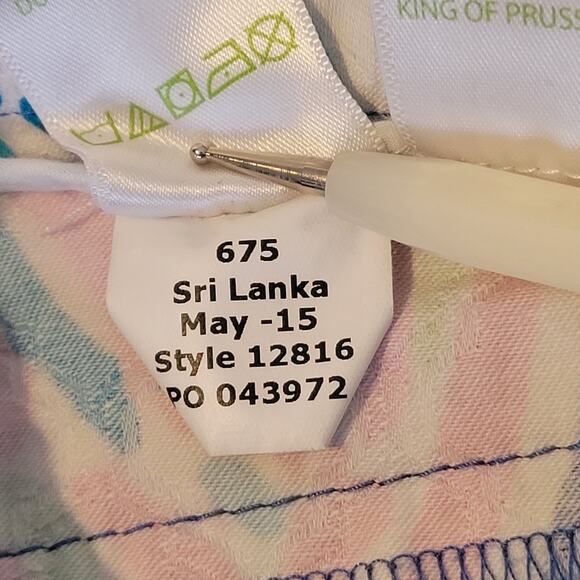 KING OF PRUSS
675
Sri Lanka
May -15
Style 12816
PO 043972